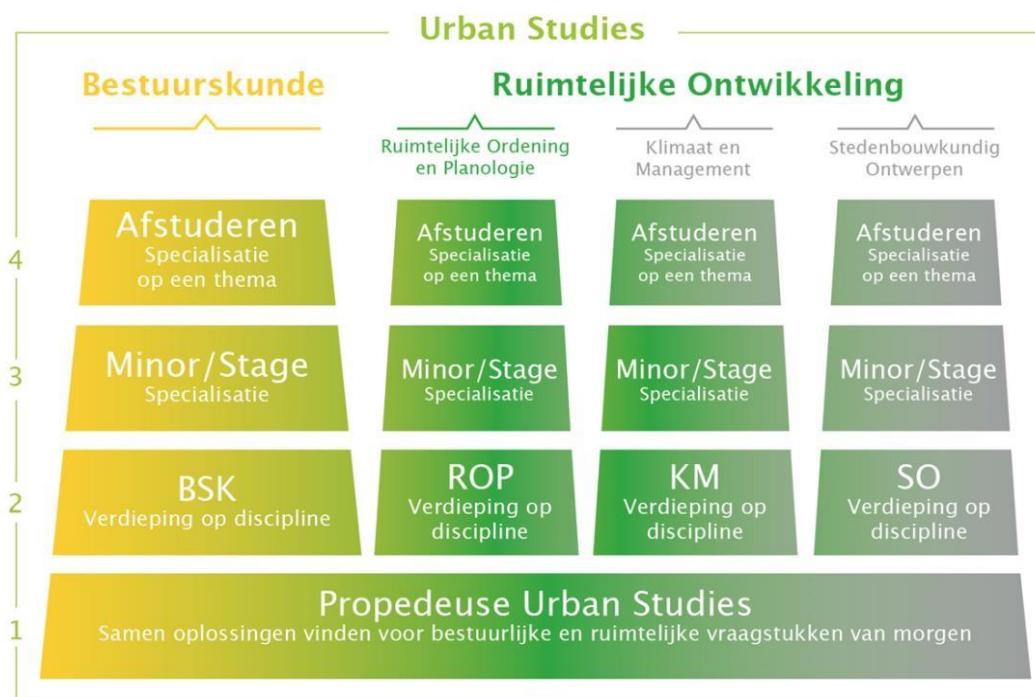 Urban Studies
Bestuurskunde
Ruimtelijke Ontwikkeling
Ruimtelijke Ordening
en Planologie
Klimaat en
Management
Stedenbouwkundig
Ontwerpen
4
Afstuderen
Specialisatie
op een thema
Afstuderen
Specialisatie
op een thema
Afstuderen
Specialisatie
op een thema
Afstuderen
Specialisatie
op een thema
3
Minor/Stage
Specialisatie
Minor/Stage
Specialisatie
Minor/Stage
Specialisatie
Minor/Stage
Specialisatie
2
BSK
Verdieping op discipline
ROP
Verdieping op
discipline
KM
Verdieping op
discipline
SO
Verdieping op
discipline
1
Propedeuse Urban Studies
Samen oplossingen vinden voor bestuurlijke en ruimtelijke vraagstukken van morgen